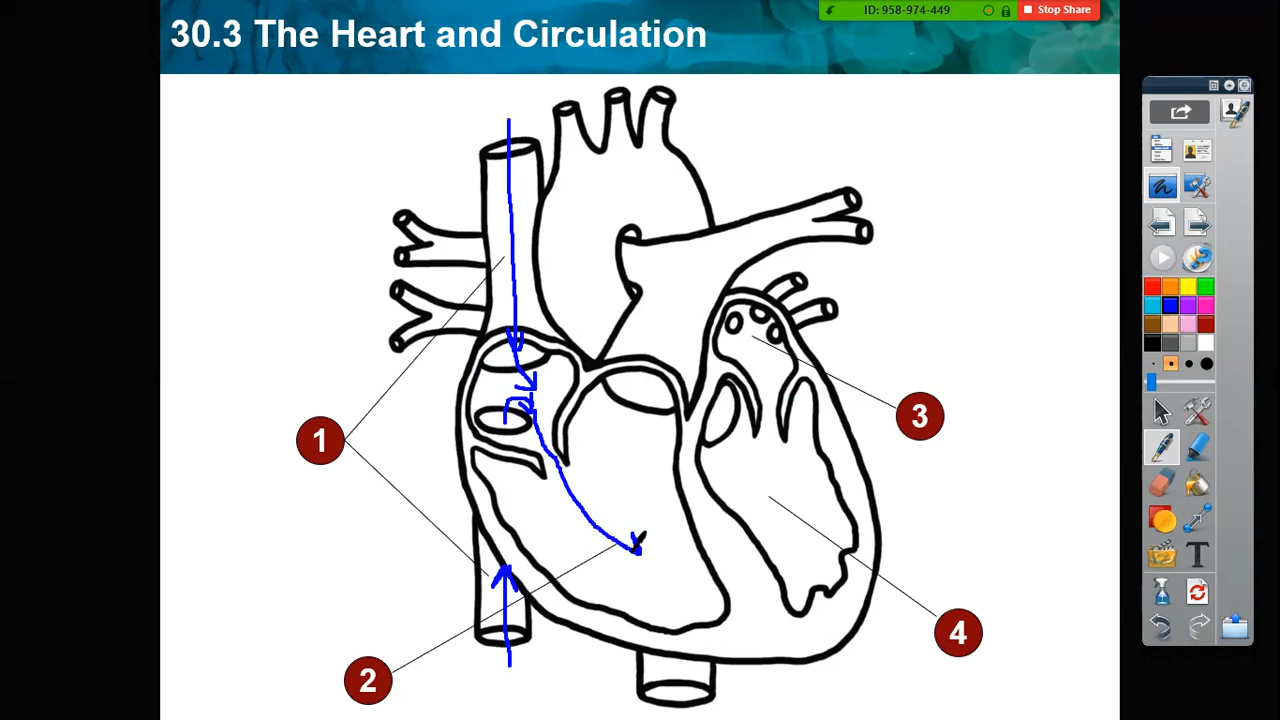 ID: 958-974-449
Stop Share
30.3 The Heart and Circulation
1
3
4
2
T